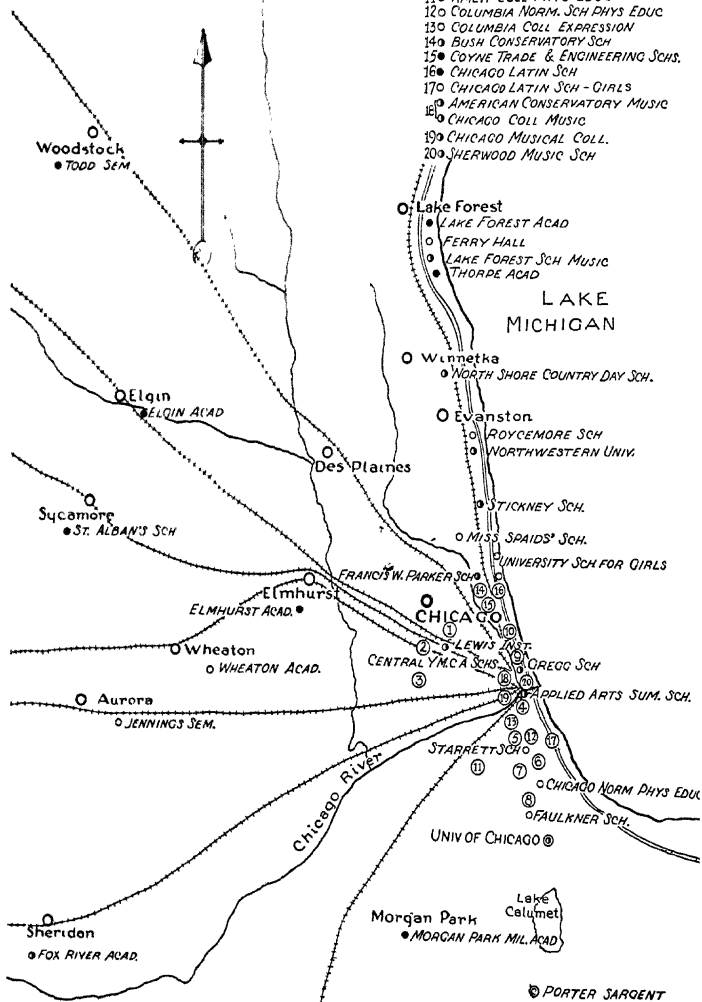 12 COLUMBIA NORM. SCH PHYS EDUC
13 COLUMBIA COLL EXPRESSION
14 BUSH CONSERVATORY SCH
15 COYNE TRADE & ENGINEERING SCHS.
16 CHICAGO LATIN SCH
17 CHICAGO LATIN SCH-GIRLS
18 AMERICAN CONSERVATORY MUSIC
CHICAGO COLL MUSIC
19 CHICAGO MUSICAL COLL.
20 SHERWOOD MUSIC SCH
Woodstock
TODD SEM
Lake Forest
LAKE FOREST ACAD
FERRY HALL
LAKE FOREST SCH MUSIC
THORPE ACAD
LAKE
MICHIGAN
Winnetka
NORTH SHORE COUNTRY DAY SCH.
Elgin
ELGIN ACAD
Evanston
ROYCEMORE SCH
NORTHWESTERN UNIV.
Des Plaines
Sycamore
ST. ALBAN'S SCH
STICKNEY SCH.
MISS SPAIDS' SCH.
UNIVERSITY SCH FOR GIRLS
FRANCIS W. PARKER SCH
Elmhurst
ELMHURST ACAD.
14 16
15
CHICAGO
1 10
Wheaton
WHEATON ACAD.
2 LEWIS INST.
9
CENTRAL Y.M.C.A SCHS. GREGG SCH
3 18 20
Aurora
JENNINGS SEM.
APPLIED ARTS SUM. SCH.
19 4
13
5 12 17
STARRETT SCH
11 7 6
CHICAGO NORM PHYS EDUC
8
FAULKNER SCH.
Chicago River
UNIV OF CHICAGO
Lake
Calumet
Sheridan
FOX RIVER ACAD.
Morgan Park
MORGAN PARK MIL. ACAD
© PORTER SARGENT